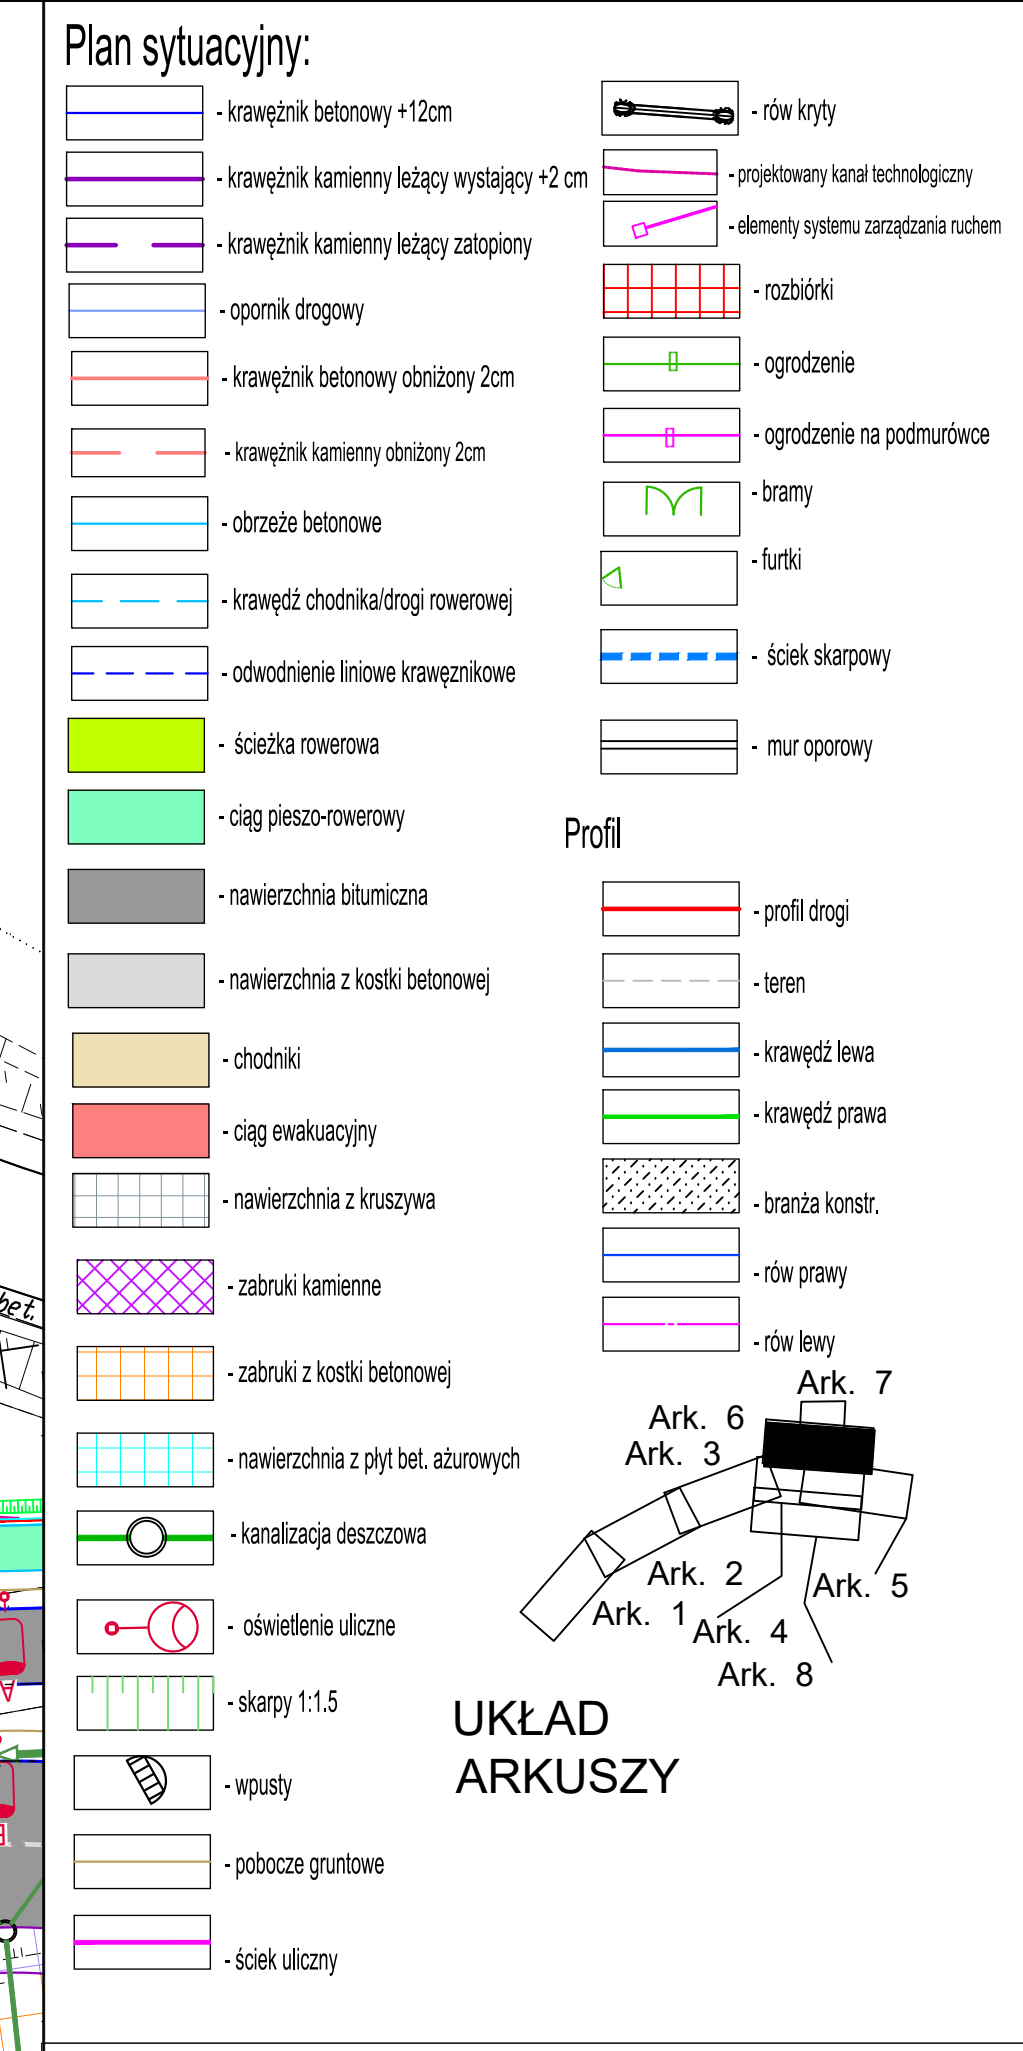 Plan sytuacyjny:
- krawężnik betonowy +12cm
- krawężnik kamienny leżący wystający +2 cm
- krawężnik kamienny leżący zatopiony
- opornik drogowy
- krawężnik betonowy obniżony 2cm
- krawężnik kamienny obniżony 2cm
- obrzeże betonowe
- krawędź chodnika/drogi rowerowej
- odwodnienie liniowe krawęznikowe
- ścieżka rowerowa
- ciąg pieszo-rowerowy
- nawierzchnia bitumiczna
- nawierzchnia z kostki betonowej
- chodniki
- ciąg ewakuacyjny
- nawierzchnia z kruszywa
- zabruki kamienne
- zabruki z kostki betonowej
- nawierzchnia z płyt bet. ażurowych
- kanalizacja deszczowa
- oświetlenie uliczne
- skarpy 1:1.5
- wpusty
- pobocze gruntowe
- ściek uliczny
- rów kryty
- projektowany kanał technologiczny
- elementy systemu zarządzania ruchem
- rozbiórki
- ogrodzenie
- ogrodzenie na podmurówce
- bramy
- furtki
- ściek skarpowy
- mur oporowy
Profil
- profil drogi
- teren
- krawędź lewa
- krawędź prawa
- branża konstr.
- rów prawy
- rów lewy
Ark. 7
Ark. 6
Ark. 3
Ark. 2
Ark. 5
Ark. 1
Ark. 4
Ark. 8
UKŁAD
ARKUSZY
bet.